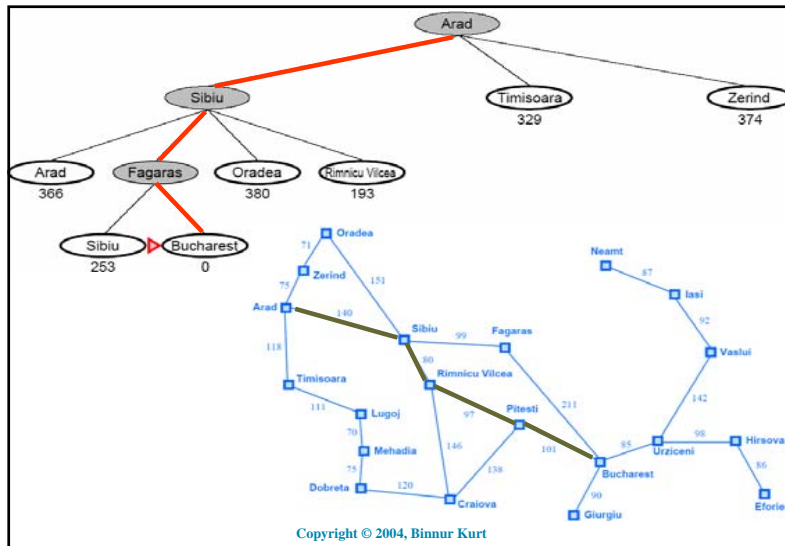 Arad
Sibiu
Timisoara
329
Zerind
374
Arad
366
Fagaras
Oradea
380
Rimnicu Vilcea
193
Sibiu
253
Bucharest
0
Oradea
71
Zerind
151
75
Arad
140
118
Sibiu
99
Fagaras
80
Rimnicu Vilcea
Timisoara
111
Lugoj
70
Mehadia
75
Dobreta
120
97
Pitesti
211
146
138
101
Craiova
Bucharest
90
Giurgiu
85
Urziceni
98
Hirsova
86
Eforie
142
Vaslui
92
Iasi
87
Neamt
Copyright © 2004, Binnur Kurt